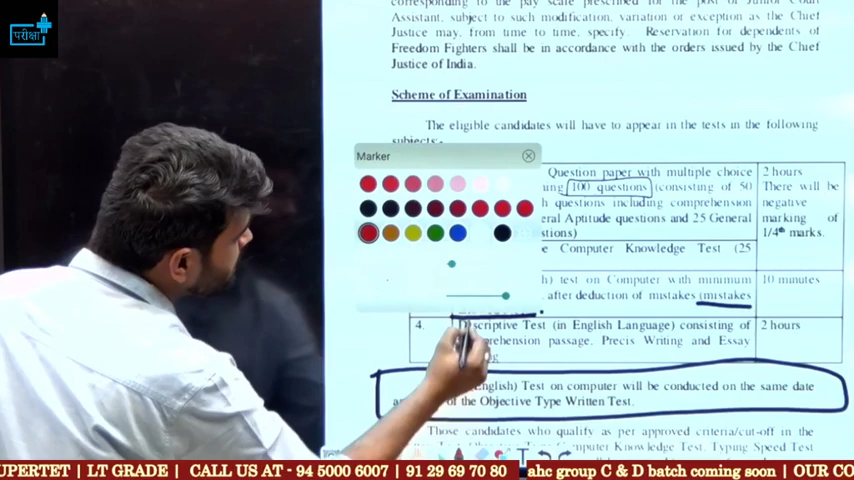 परीक्षा
corresponding to the pay scale prescribed for the post of Junior Court
Assistant, subject to such modification, variation or exception as the Chief
Justice may, from time to time, specify. Reservation for dependents of
Freedom Fighters shall be in accordance with the orders issued by the Chief
Justice of India.
Scheme of Examination
The eligible candidates will have to appear in the tests in the following
subjects:-
Marker
Question paper with multiple choice
100 questions (consisting of 50
questions including comprehension
Aptitude questions and 25 General
2 hours
There will be
negative
marking of
1/4th marks.
Computer Knowledge Test (25
test on Computer with minimum
after deduction of mistakes (mistakes
10 minutes
4.
Descriptive Test (in English Language) consisting of
Precis Writing and Essay
2 hours
(English) Test on computer will be conducted on the same date
of the Objective Type Written Test.
Those candidates who qualify as per approved criteria/cut-off in the
Computer Knowledge Test, Typing Speed Test
SUPERTET | LT GRADE | CALL US AT - 94 5000 6007 | 91 29 69 70 80 ahc group C & D batch coming soon | OUR CO